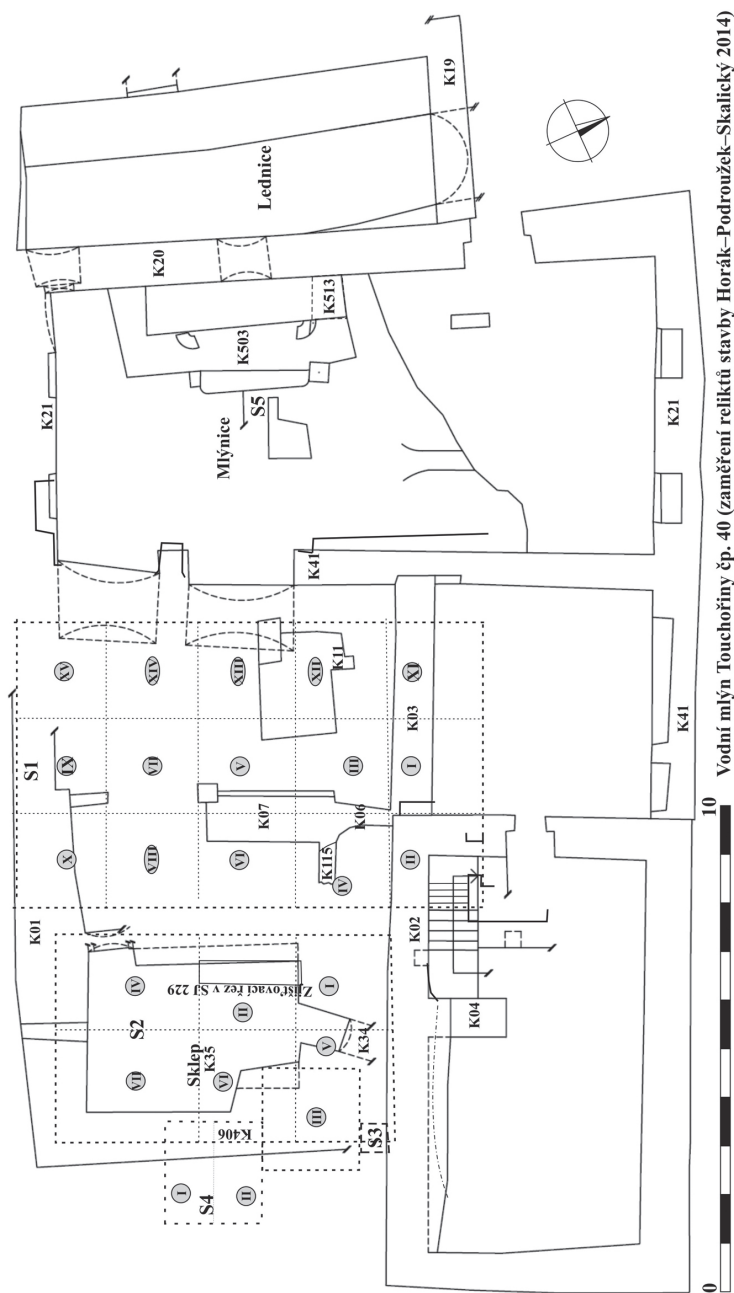 K19
Lednice
K20
K513
K503
K21
S5
Mlýnice
K21
K41
XV
XIV
XIII
XII
K11
XI
K03
K41
S1
IX
VII
V
III
I
K07
K06
X
VIII
VI
K115
IV
II
K01
K02
Zjišťovací řez v SJ 229
IV
II
I
S2
K04
Sklep
K35
V
K34
VII
VI
III
K406
S3
I
II
S4
0
10
Vodní mlýn Touchořiny čp. 40 (zaměření reliktů stavby Horák–Podroužek–Skalický 2014)